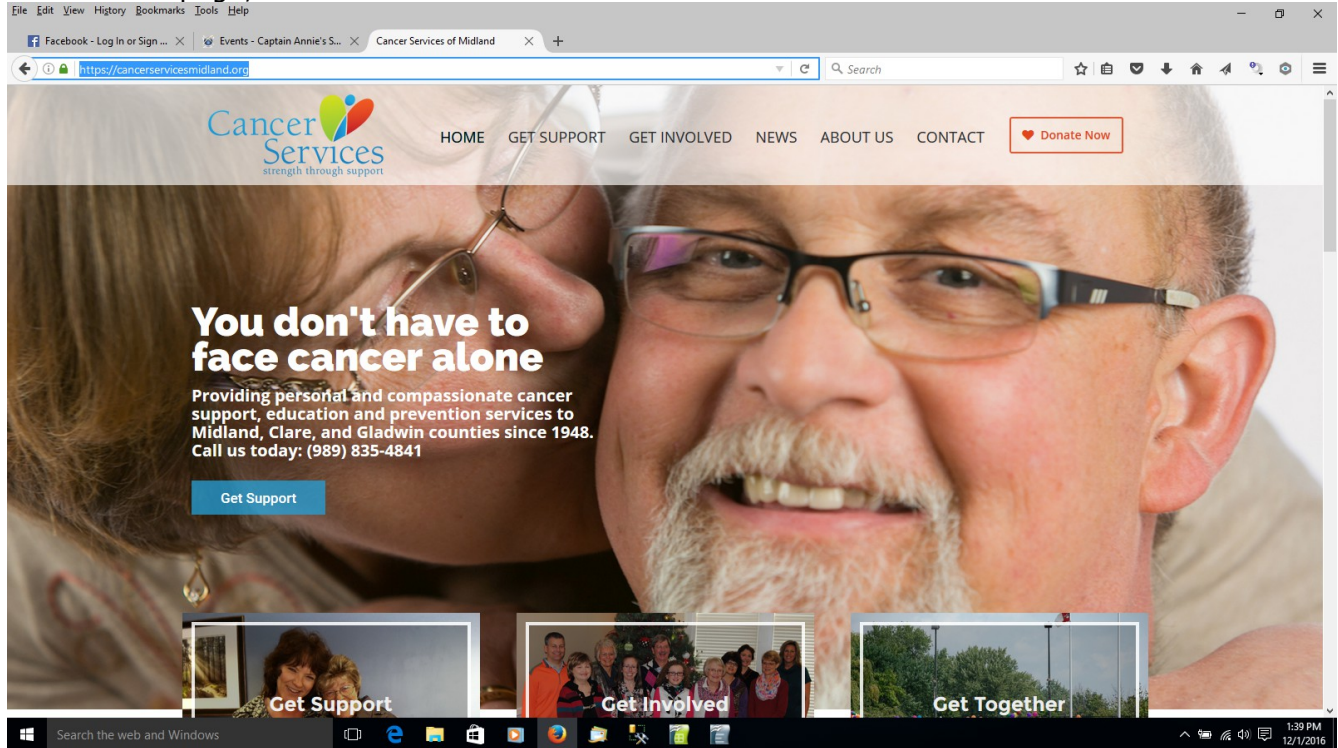 File Edit View History Bookmarks Tools Help
Facebook - Log In or Sign ...
Events - Captain Annie's S...
Cancer Services of Midland
https://cancerservicesmidland.org
Search
Cancer
Services
strength through support
HOME GET SUPPORT GET INVOLVED NEWS ABOUT US CONTACT Donate Now
You don't have to
face cancer alone
Providing personal and compassionate cancer
support, education and prevention services to
Midland, Clare, and Gladwin counties since 1948.
Call us today: (989) 835-4841
Get Support
Get Support
Get Involved
Get Together
Search the web and Windows
1:39 PM
12/1/2016